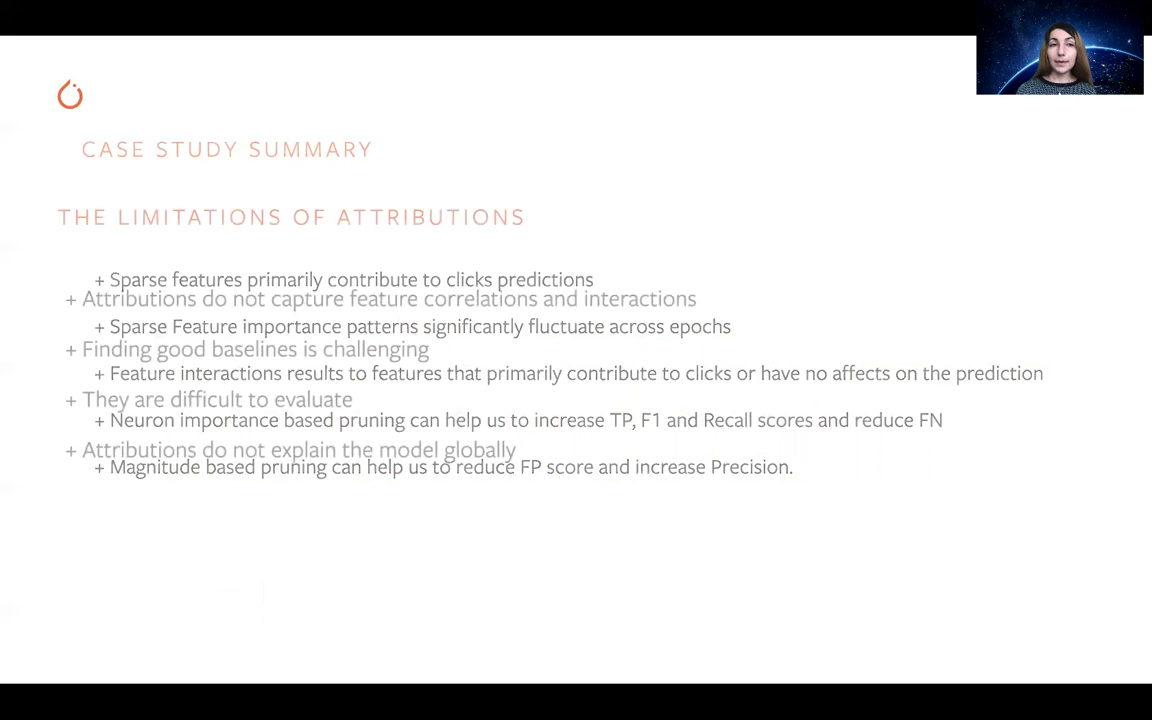 CASE STUDY SUMMARY
THE LIMITATIONS OF ATTRIBUTIONS
+ Sparse features primarily contribute to clicks predictions
+ Attributions do not capture feature correlations and interactions
+ Sparse Feature importance patterns significantly fluctuate across epochs
+ Finding good baselines is challenging
+ Feature interactions results to features that primarily contribute to clicks or have no affects on the prediction
+ They are difficult to evaluate
+ Neuron importance based pruning can help us to increase TP, F1 and Recall scores and reduce FN
+ Attributions do not explain the model globally
+ Magnitude based pruning can help us to reduce FP score and increase Precision.